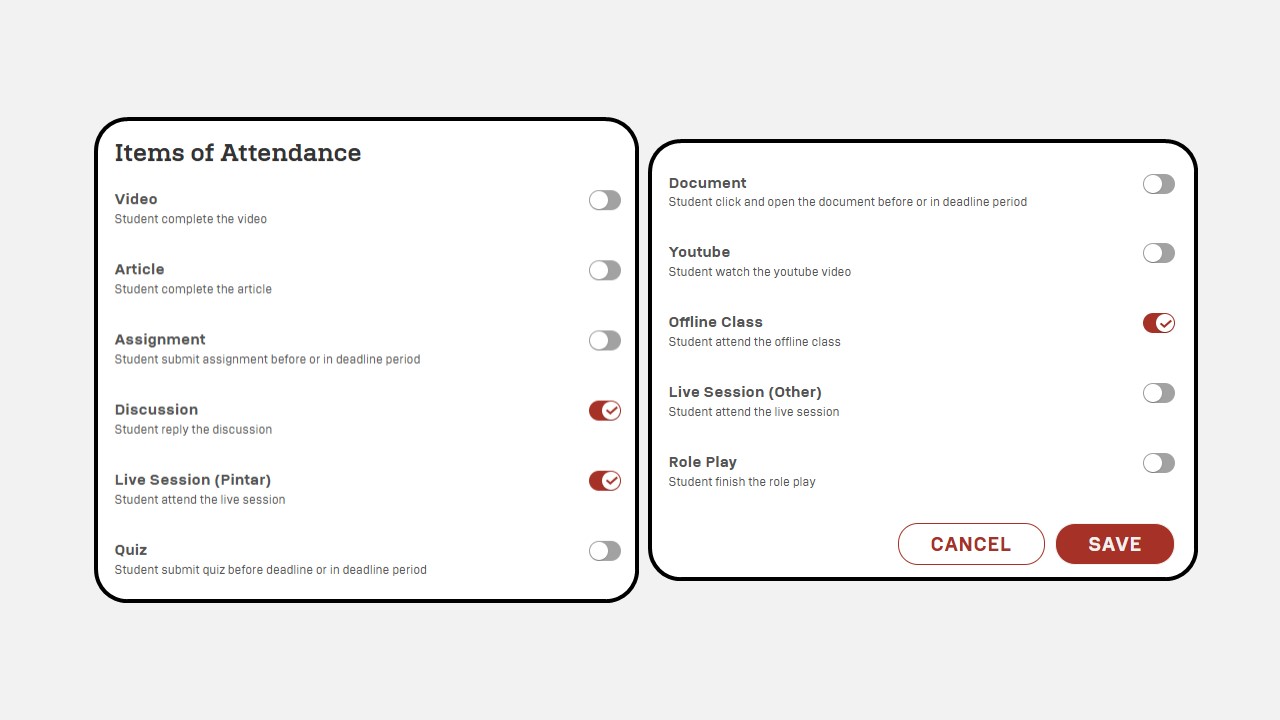 Items of Attendance
Video
Student complete the video
Article
Student complete the article
Assignment
Student submit assignment before or in deadline period
Discussion
Student reply the discussion
Live Session (Pintar)
Student attend the live session
Quiz
Student submit quiz before deadline or in deadline period
Document
Student click and open the document before or in deadline period
Youtube
Student watch the youtube video
Offline Class
Student attend the offline class
Live Session (Other)
Student attend the live session
Role Play
Student finish the role play
CANCEL
SAVE